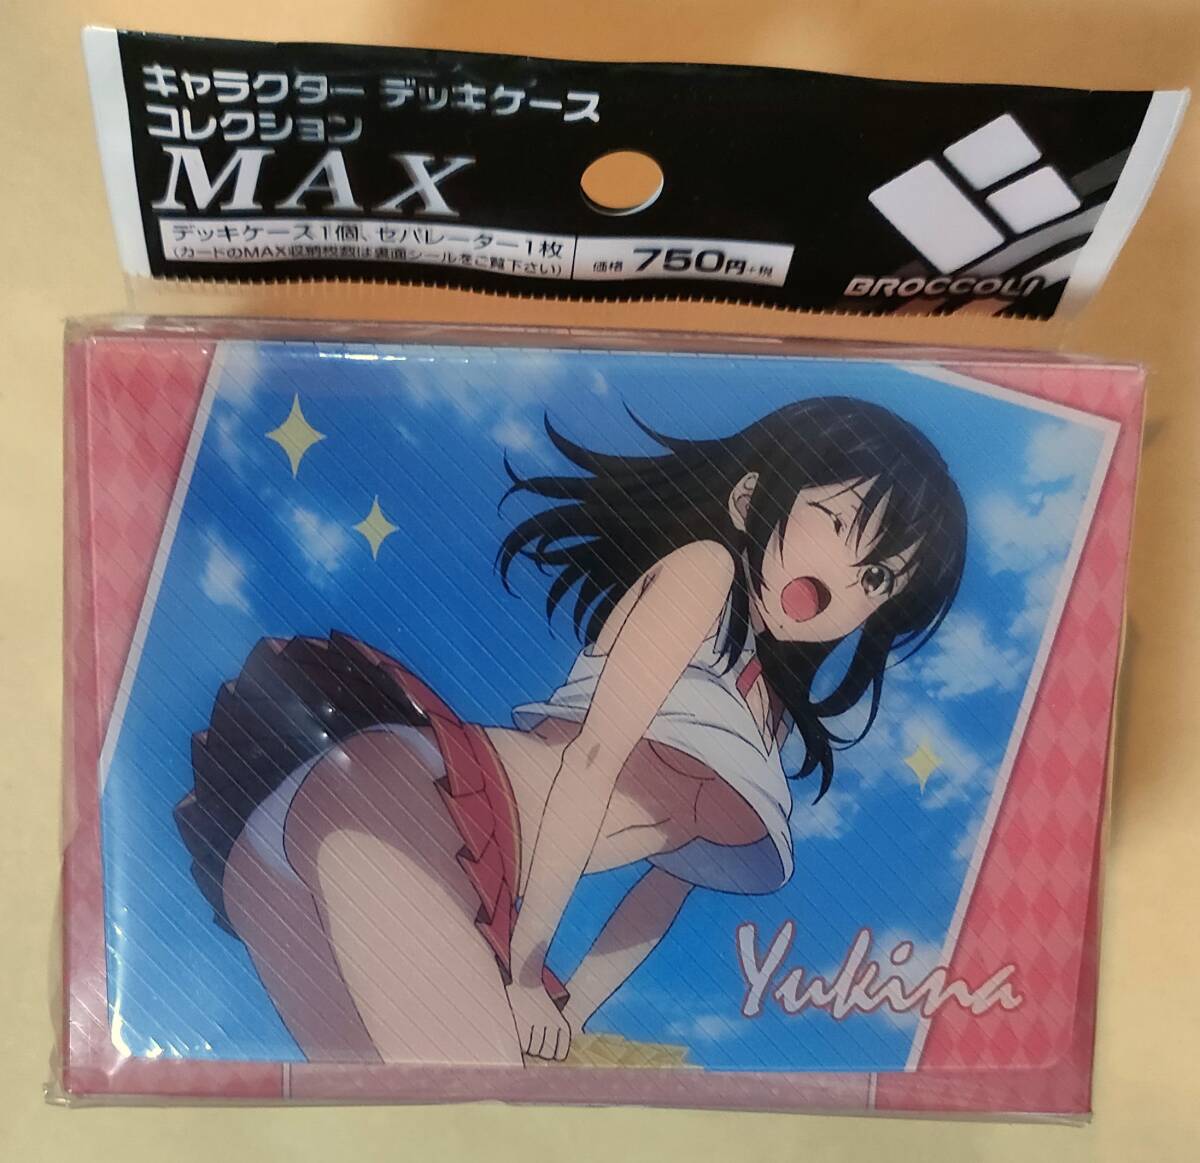 キャラクター デッキケース
コレクション
MAX
デッキケース1個、セパレーター1枚
(カードのMAX収納枚数は裏面シールをご覧下さい)
価格 750円+税
BROCCOLI
Yukina